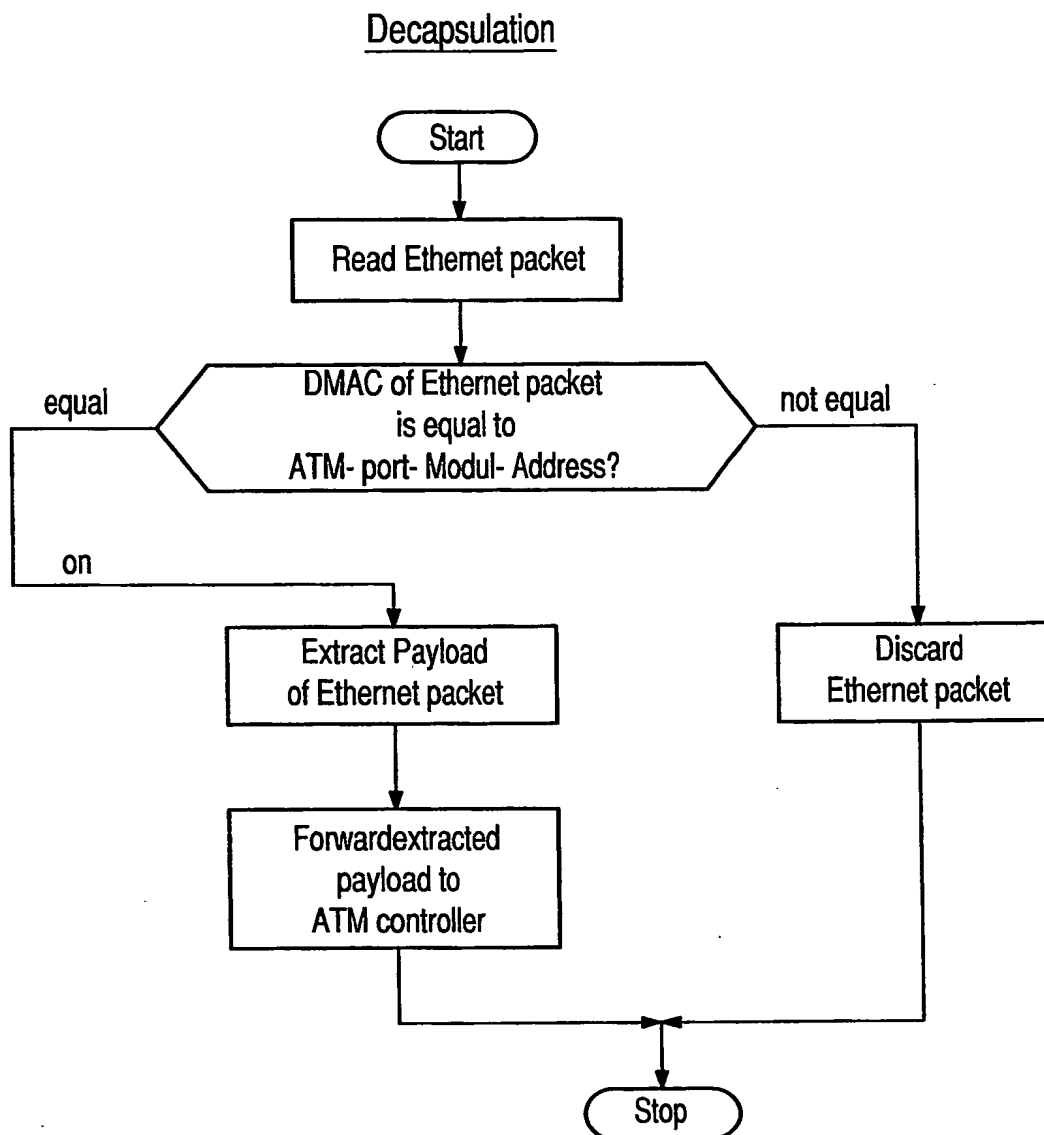 Decapsulation
Start
Read Ethernet packet
DMAC of Ethernet packet
is equal to
ATM- port- Modul- Address?
equal
not equal
on
Extract Payload
of Ethernet packet
Discard
Ethernet packet
Forwardextracted
payload to
ATM controller
Stop